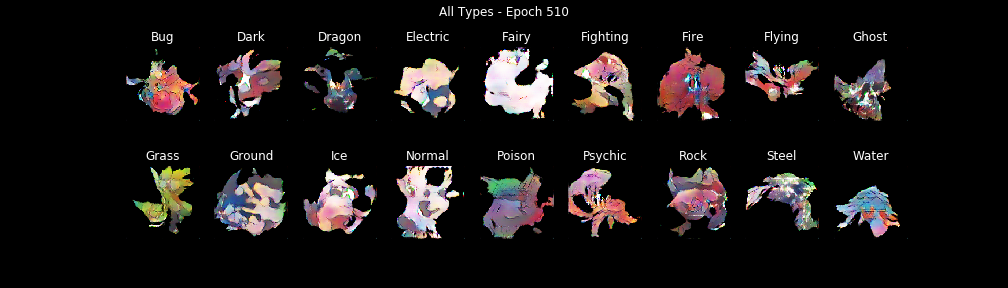 All Types - Epoch 510
Bug Dark Dragon Electric Fairy Fighting Fire Flying Ghost
Grass Ground Ice Normal Poison Psychic Rock Steel Water